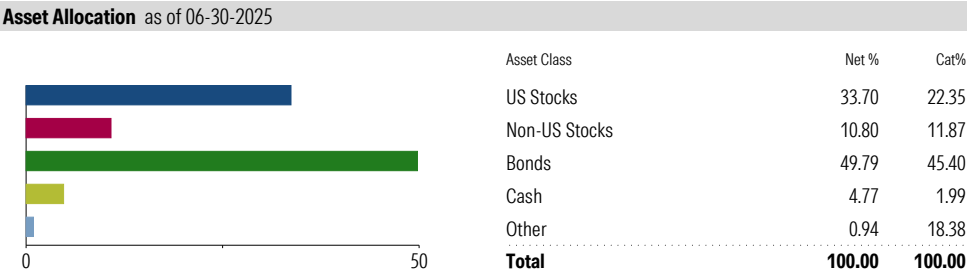 Asset Allocation as of 06-30-2025
Asset Class Net % Cat%
US Stocks 33.70 22.35
Non-US Stocks 10.80 11.87
Bonds 49.79 45.40
Cash 4.77 1.99
Other 0.94 18.38
Total 100.00 100.00
0 50